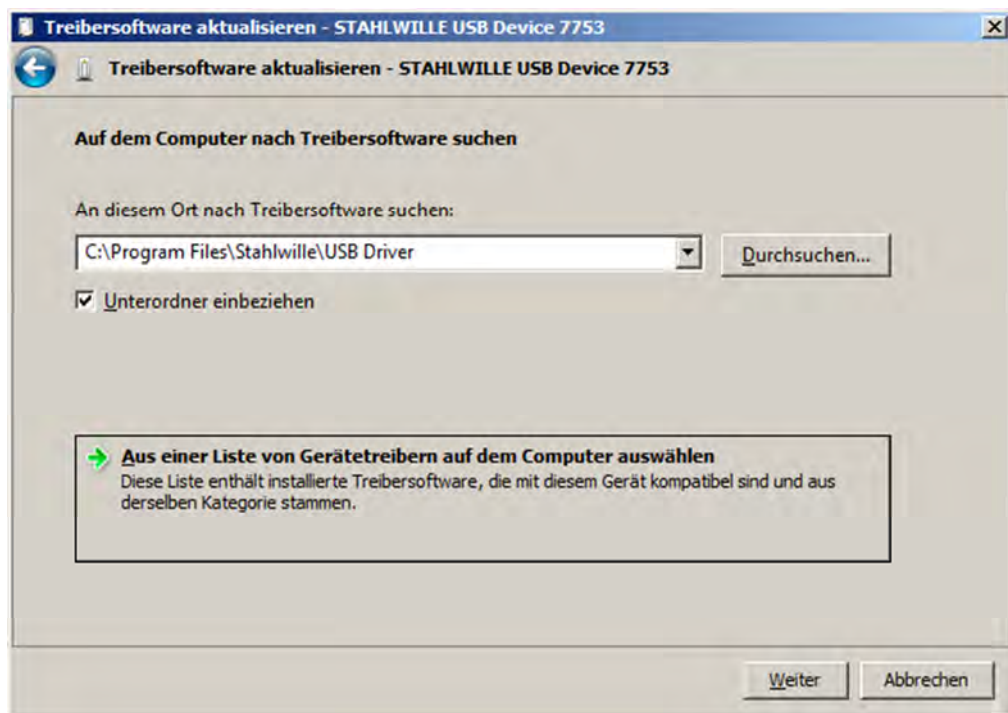 Treibersoftware aktualisieren - STAHLWILLE USB Device 7753
Treibersoftware aktualisieren - STAHLWILLE USB Device 7753
Auf dem Computer nach Treibersoftware suchen
An diesem Ort nach Treibersoftware suchen:
C:\Program Files\Stahlwille\USB Driver
Durchsuchen...
Unterordner einbeziehen
Aus einer Liste von Gerätetreibern auf dem Computer auswählen
Diese Liste enthält installierte Treibersoftware, die mit diesem Gerät kompatibel sind und aus
derselben Kategorie stammen.
Weiter
Abbrechen